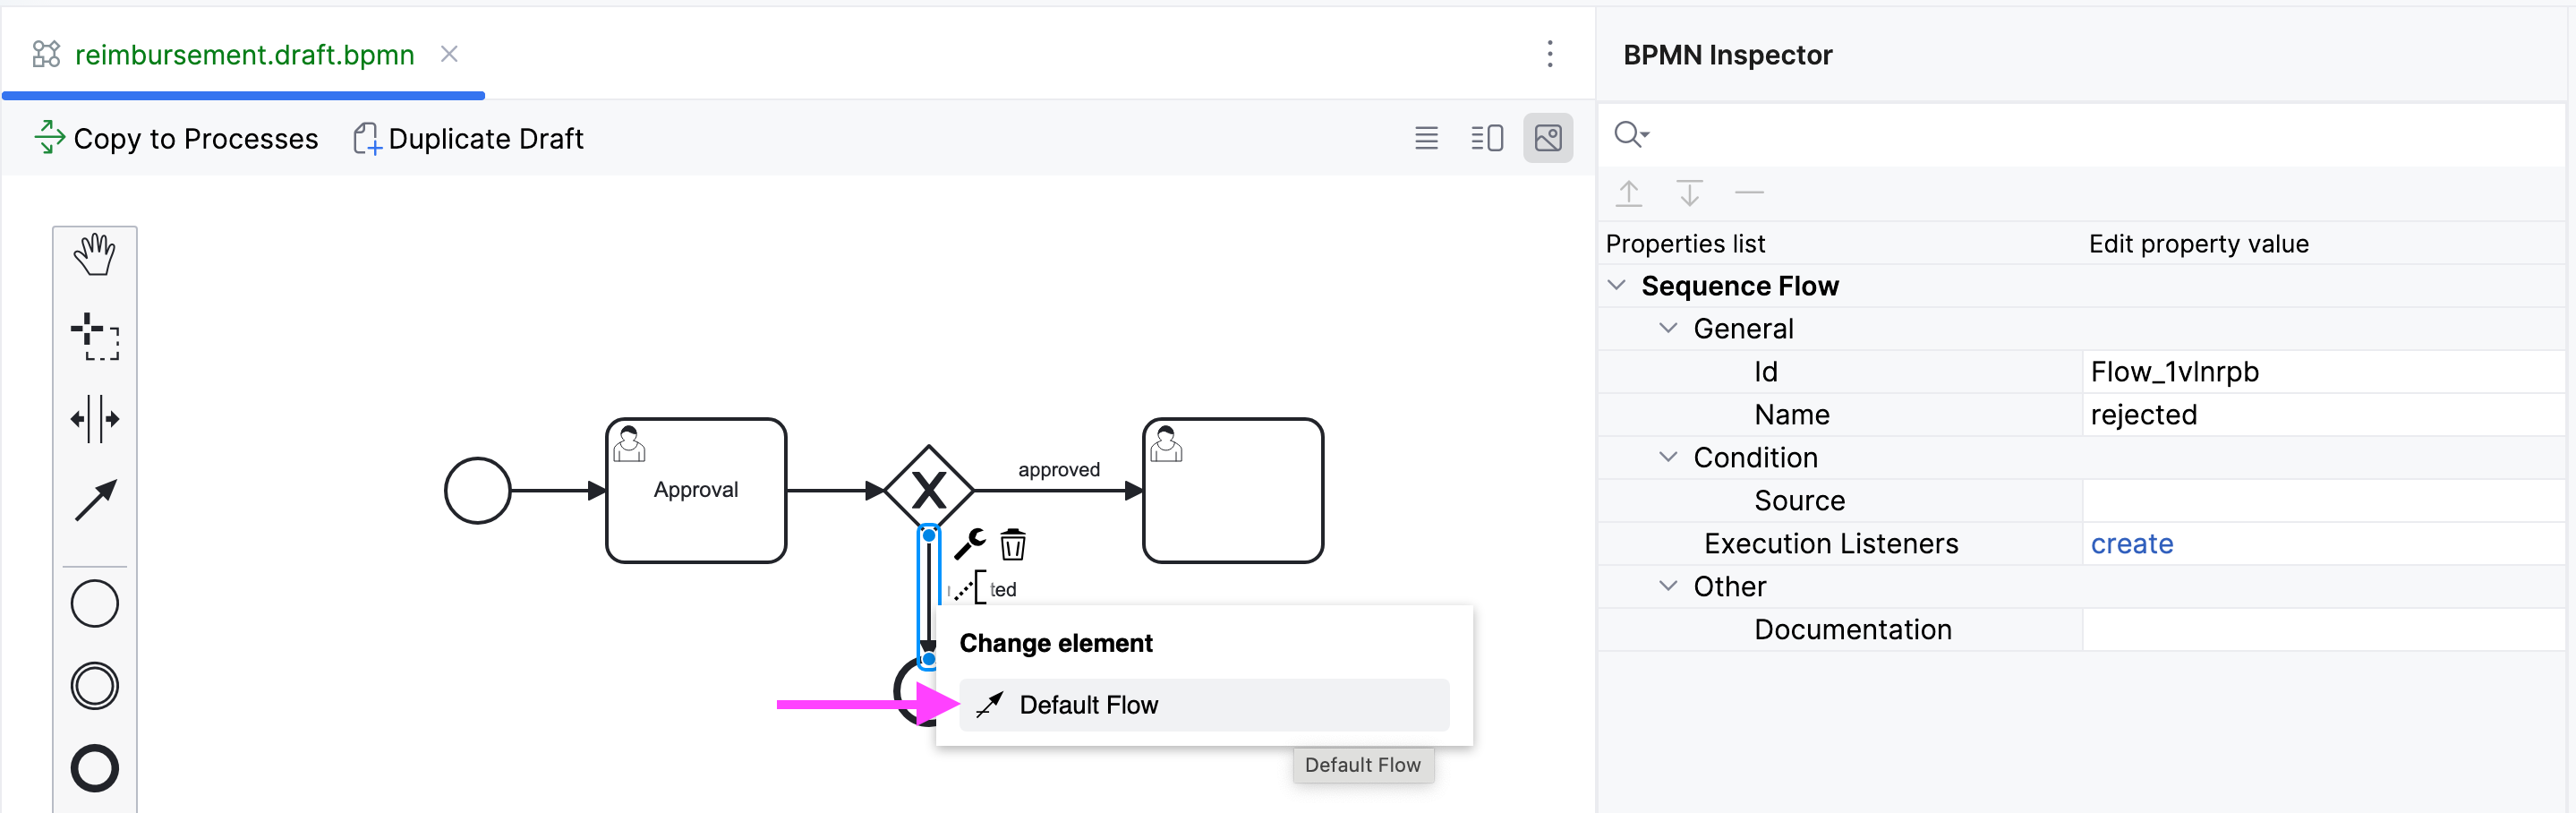 reimbursement.draft.bpmn
BPMN Inspector
Copy to Processes
Duplicate Draft
Properties list
Edit property value
Sequence Flow
General
Id
Flow_1vlnrpb
Name
rejected
Condition
Source
Execution Listeners
create
Other
Documentation
Approval
X
approved
ted
Change element
Default Flow
Default Flow